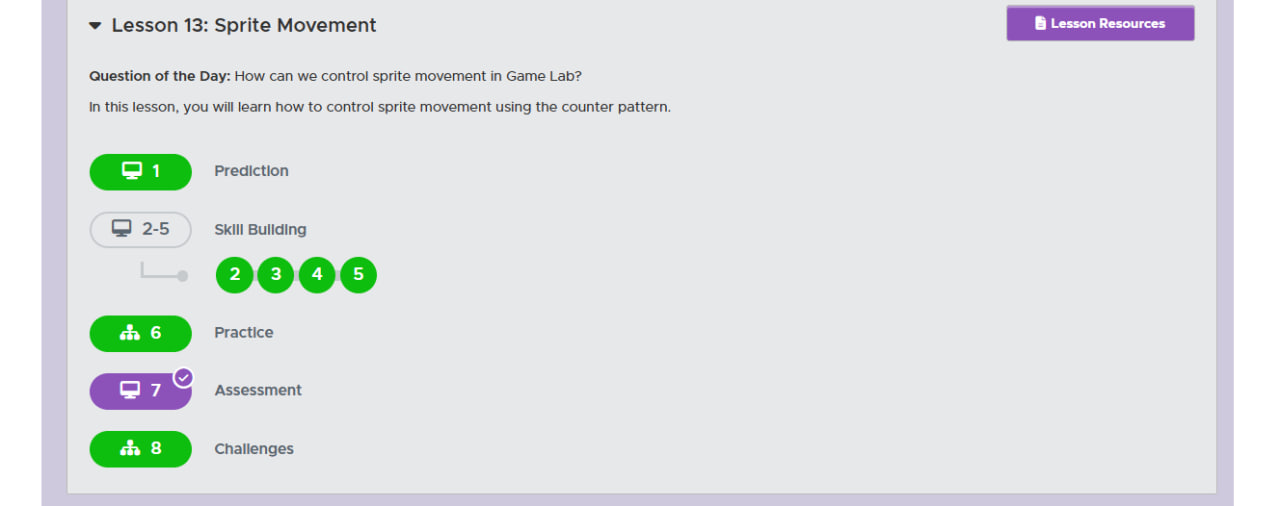 Lesson 13: Sprite Movement
Lesson Resources
Question of the Day: How can we control sprite movement in Game Lab?
In this lesson, you will learn how to control sprite movement using the counter pattern.
1 Prediction
2-5 Skill Building
2 3 4 5
6 Practice
7 Assessment
8 Challenges